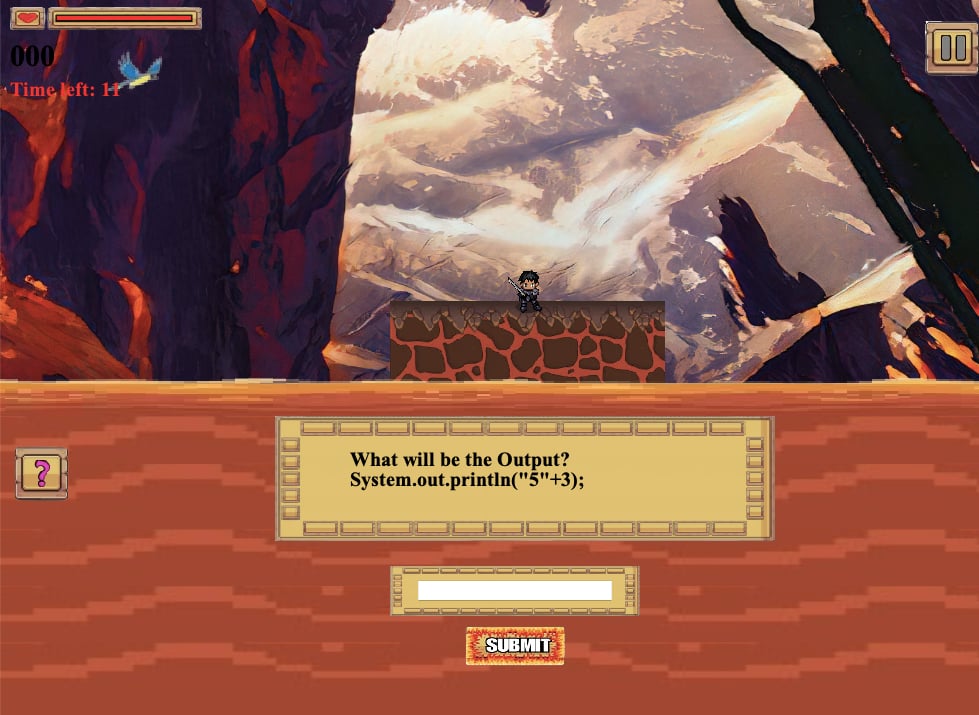 000
Time left: 11
What will be the Output?
System.out.println("5"+3);
?
SUBMIT